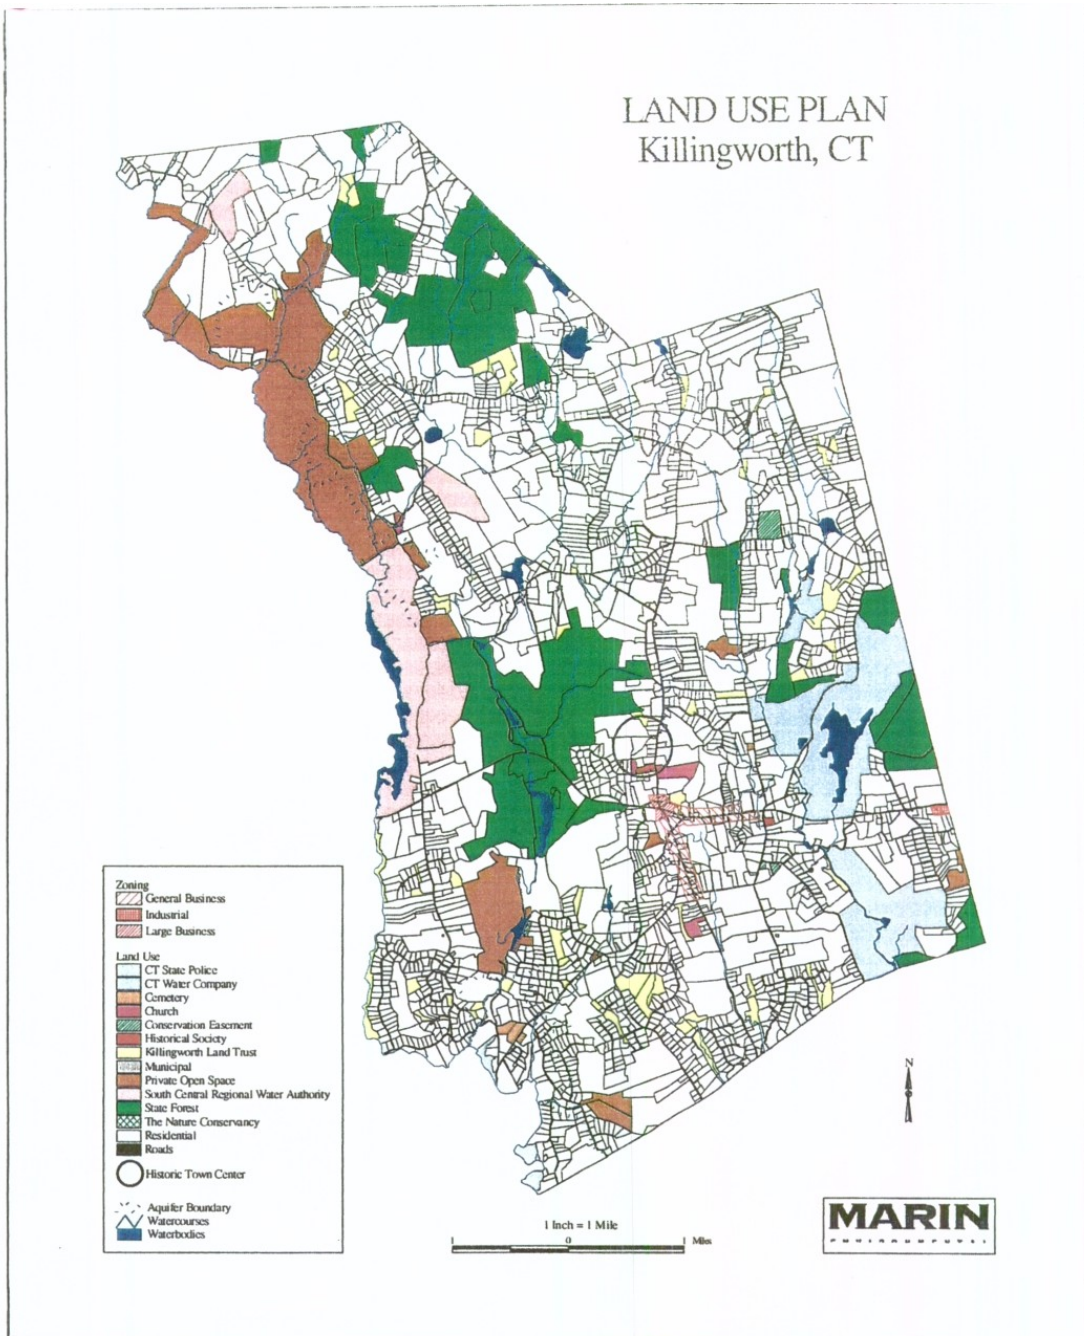 LAND USE PLAN
Killingworth, CT
Zoning
General Business
Industrial
Large Business
Land Use
CT State Police
CT Water Company
Cemetery
Church
Conservation Easement
Historical Society
Killingworth Land Trust
Municipal
Private Open Space
South Central Regional Water Authority
State Forest
The Nature Conservancy
Residential
Roads
Historic Town Center
Aquifer Boundary
Watercourses
Waterbodies
N
1 Inch = 1 Mile
1 0 1 Miles
MARIN